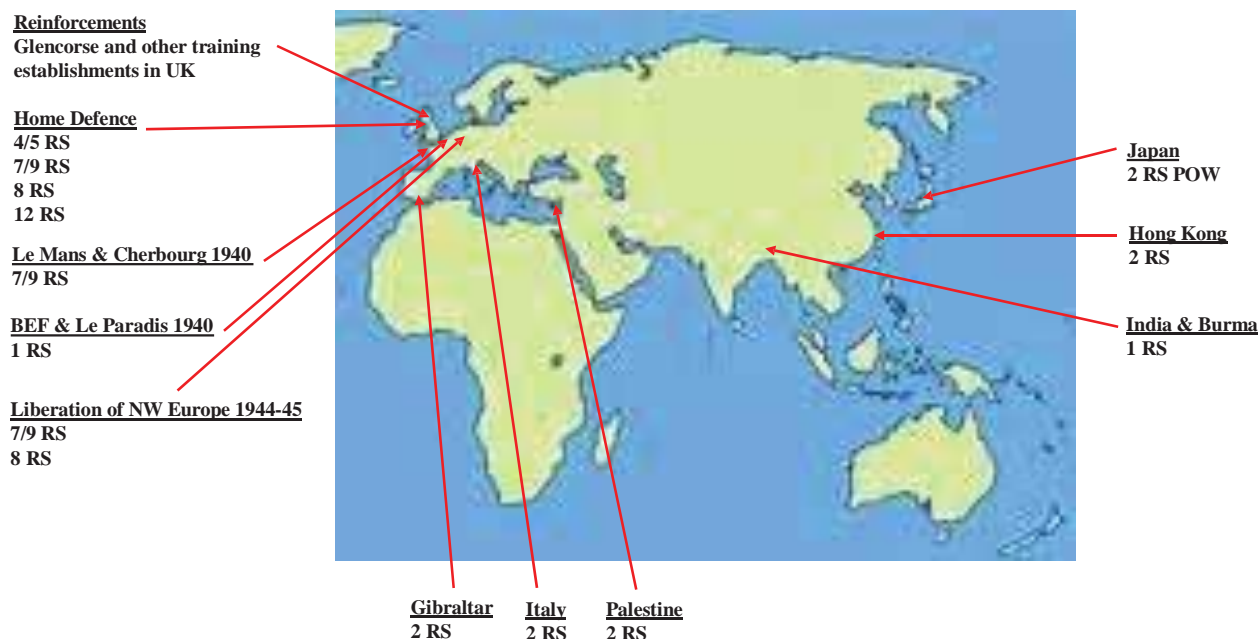 Reinforcements
Glencorse and other training
establishments in UK
Home Defence
4/5 RS
7/9 RS
8 RS
12 RS
Le Mans & Cherbourg 1940
7/9 RS
BEF & Le Paradis 1940
1 RS
Liberation of NW Europe 1944-45
7/9 RS
8 RS
Gibraltar
2 RS
Italy
2 RS
Palestine
2 RS
Japan
2 RS POW
Hong Kong
2 RS
India & Burma
1 RS